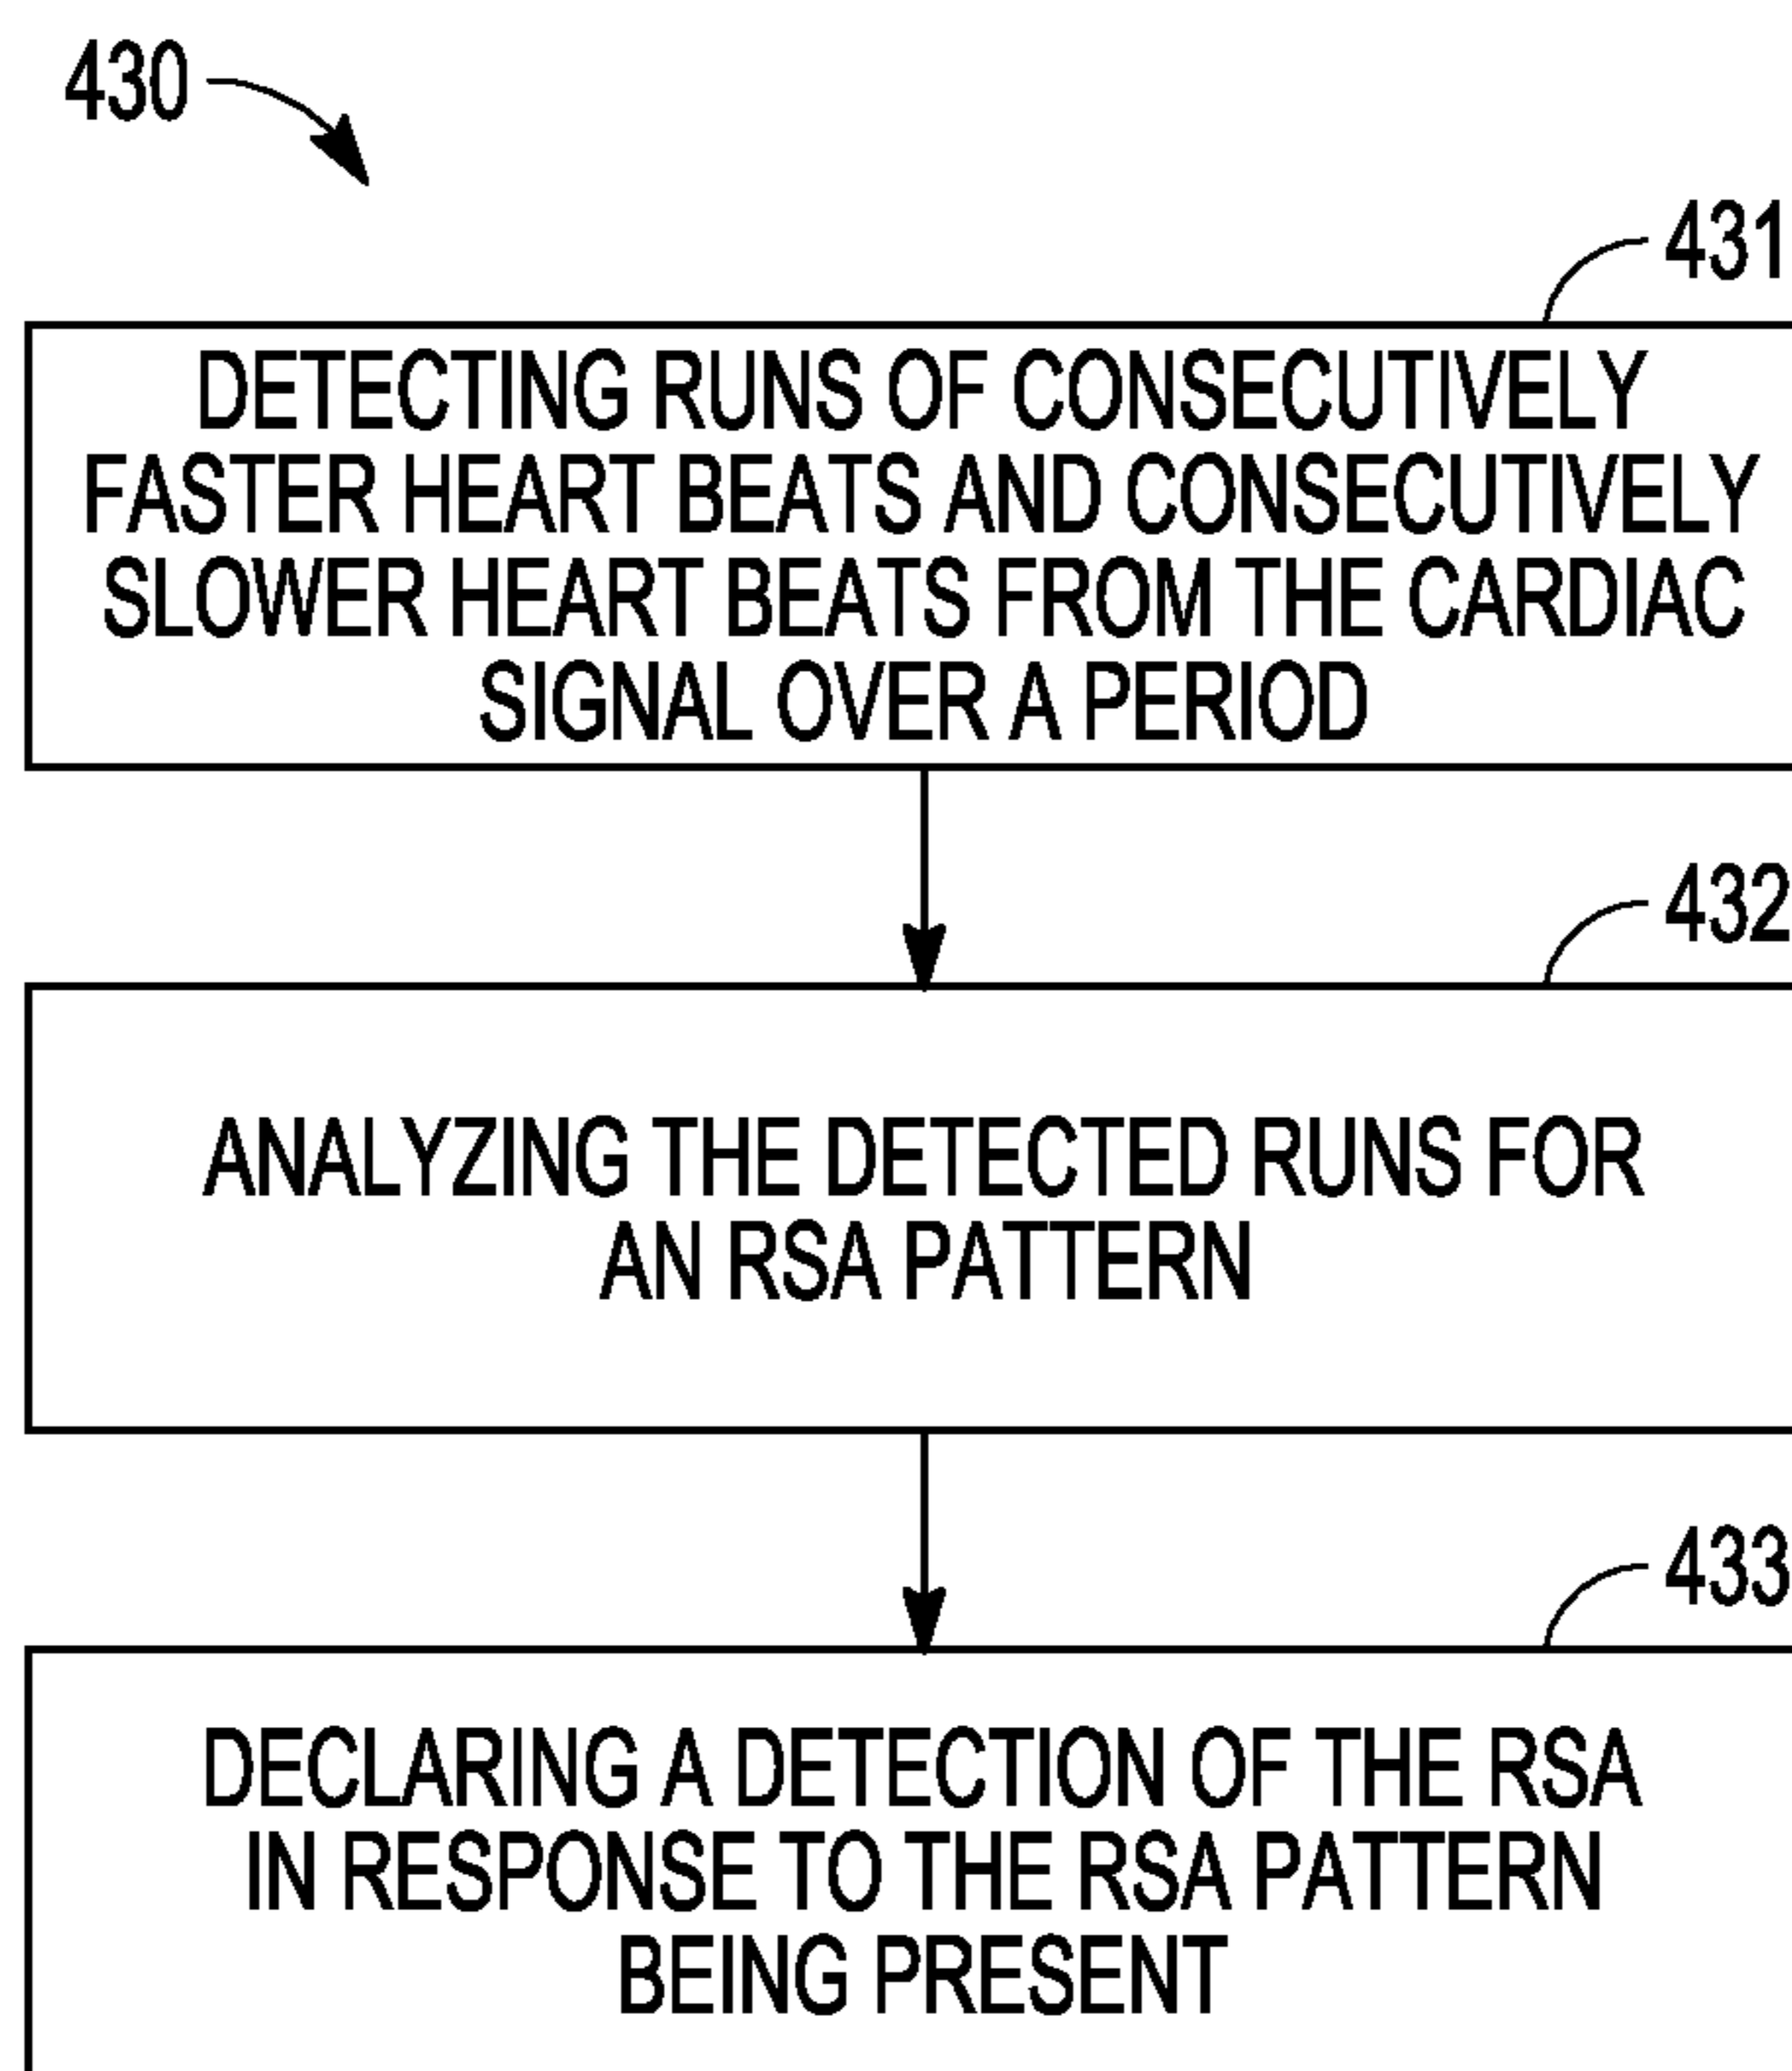 430
431
DETECTING RUNS OF CONSECUTIVELY
FASTER HEART BEATS AND CONSECUTIVELY
SLOWER HEART BEATS FROM THE CARDIAC
SIGNAL OVER A PERIOD
432
ANALYZING THE DETECTED RUNS FOR
AN RSA PATTERN
433
DECLARING A DETECTION OF THE RSA
IN RESPONSE TO THE RSA PATTERN
BEING PRESENT